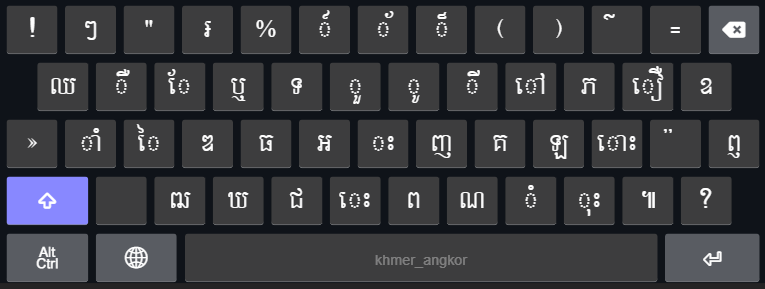 ! ៗ " ៛ % ៍ ័ ៏ ( ) ៌ =
ឈ ឺ ែ ឬ ទ ួ ូ ី ៅ ភ ឿ ឧ
» ាំ ៃ ឌ ធ អ ះ ញ គ ឡ ោះ ៉ ឭ
ឍ ឃ ជ េះ ព ណ ំ ុះ ៕ ?
Alt Ctrl khmer_angkor